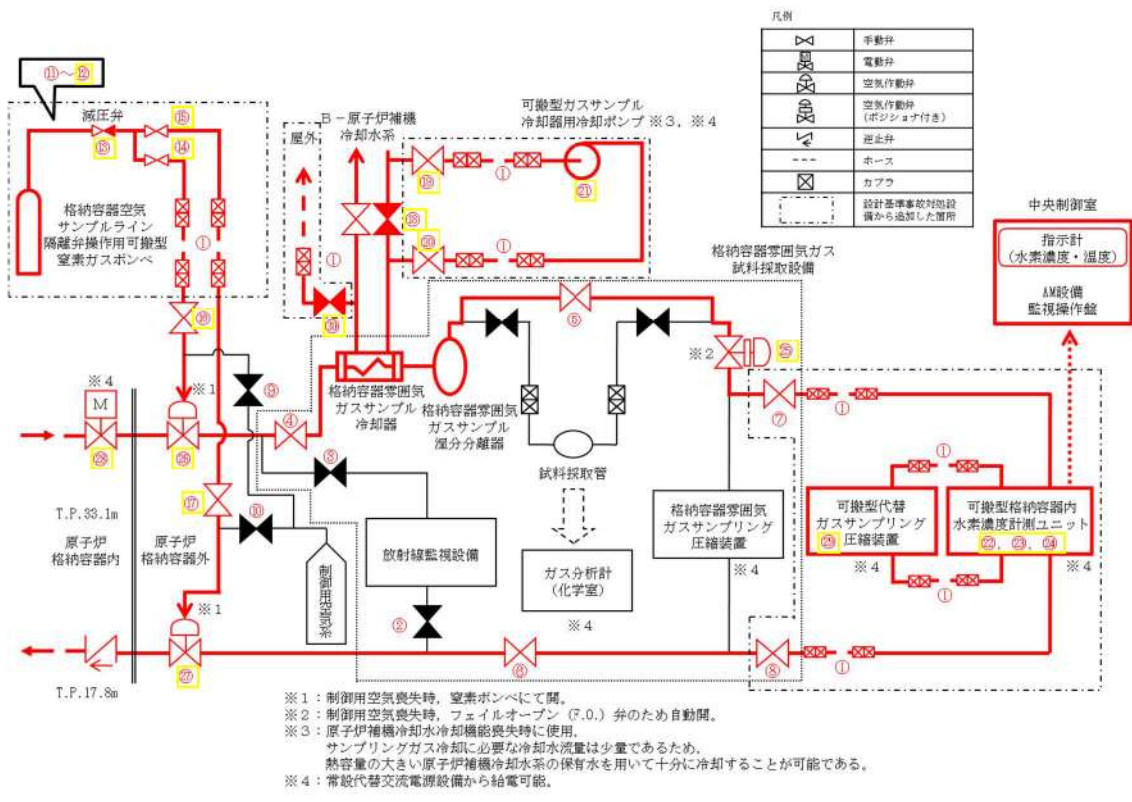 凡例
手動弁
電動弁
空気作動弁
空気作動弁
(ポジショナ付き)
逆止弁
ホース
カプラ
設計基準事故対処設
備から追加した箇所
⑪～⑫
減圧弁
⑬
⑮
⑭
格納容器空気
サンプルライン
隔離弁操作用可搬型
窒素ガスボンベ
①
⑯
B-原子炉補機
冷却水系
屋外
①
⑱
可搬型ガスサンプル
冷却器用冷却ポンプ ※3，※4
⑲
①
㉑
⑳
①
格納容器雰囲気ガス
試料採取設備
中央制御室
指示計
(水素濃度・温度)
AM設備
監視操作盤
⑤
※2
㉕
⑦
①
格納容器雰囲気
ガスサンプル
冷却器
格納容器雰囲気
ガスサンプル
湿分分離器
試料採取管
ガス分析計
(化学室)
※4
※4
M
㉘
※1
㉖
⑨
④
③
⑰
⑩
T.P.33.1m
原子炉
格納容器内
原子炉
格納容器外
※1
制御用空気
放射線監視設備
②
格納容器雰囲気
ガスサンプリング
圧縮装置
※4
①
可搬型代替
ガスサンプリング
㉙ 圧縮装置
※4
可搬型格納容器内
水素濃度計測ユニット
㉒，㉓，㉔
※4
①
T.P.17.8m
㉗
⑥
⑧
①
※1：制御用空気喪失時，窒素ボンベにて開。
※2：制御用空気喪失時，フェイルオープン（F.O.）弁のため自動開。
※3：原子炉補機冷却水冷却機能喪失時に使用，
サンプリングガス冷却に必要な冷却水流量は少量であるため，
熱容量の大きい原子炉補機冷却水系の保有水を用いて十分に冷却することが可能である。
※4：常設代替交流電源設備から給電可能。